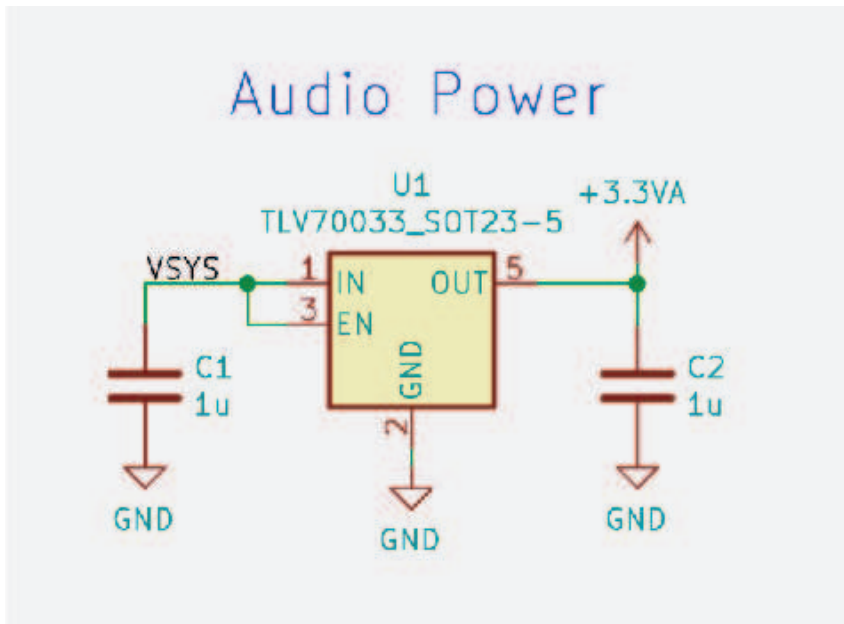 Audio Power
U1
TLV70033_SOT23-5
+3.3VA
VSYS
1
IN
OUT
5
3
EN
GND
2
C1
1u
C2
1u
GND
GND
GND